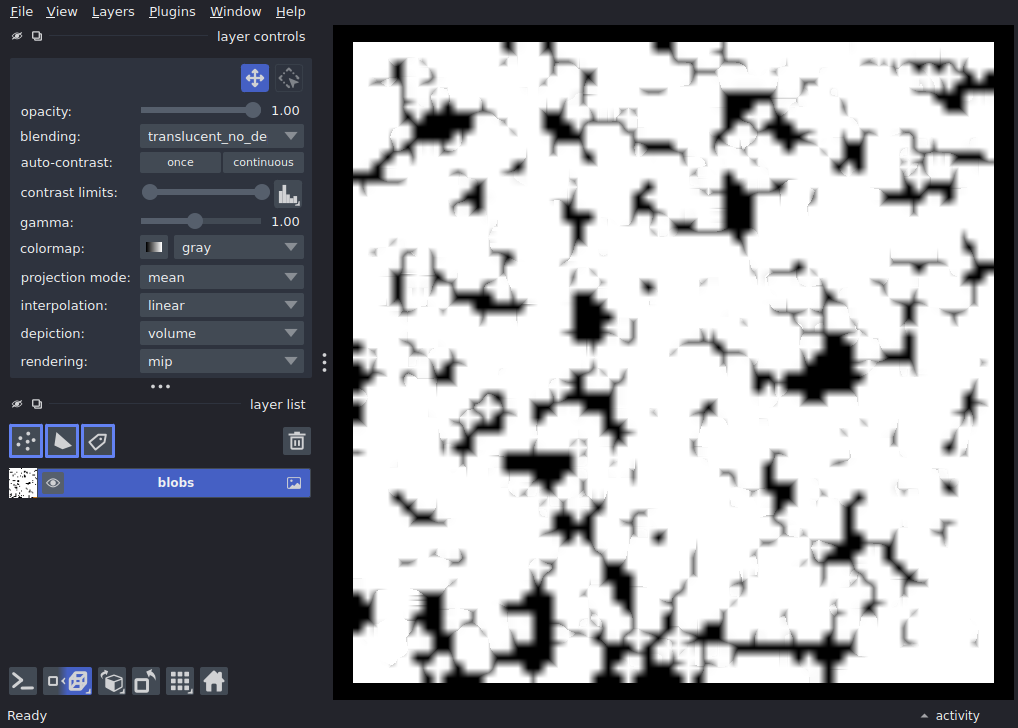 File View Layers Plugins Window Help
layer controls
opacity: 1.00
blending: translucent_no_de
auto-contrast: once continuous
contrast limits:
gamma: 1.00
colormap: gray
projection mode: mean
interpolation: linear
depiction: volume
rendering: mip
layer list
blobs
Ready activity